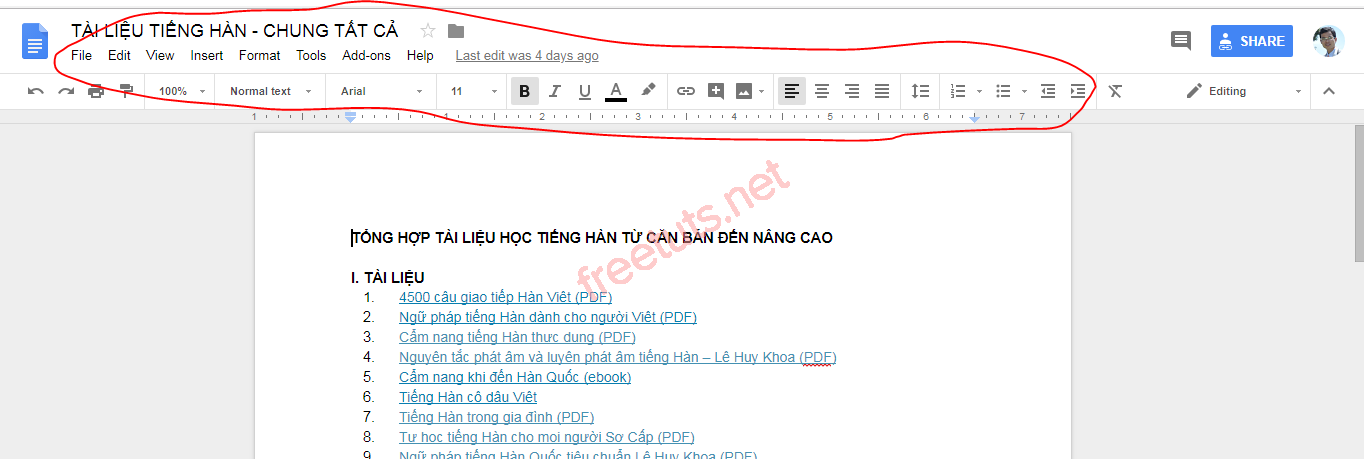 TÀI LIỆU TIẾNG HÀN - CHUNG TẤT CẢ
File Edit View Insert Format Tools Add-ons Help Last edit was 4 days ago
SHARE
100% Normal text Arial 11 B I U A Editing
1 1 2 3 4 5 6 7
freetuts.net
TỔNG HỢP TÀI LIỆU HỌC TIẾNG HÀN TỪ CĂN BẢN ĐẾN NÂNG CAO
I. TÀI LIỆU
1. 4500 câu giao tiếp Hàn Việt (PDF)
2. Ngữ pháp tiếng Hàn dành cho người Việt (PDF)
3. Cẩm nang tiếng Hàn thực dụng (PDF)
4. Nguyên tắc phát âm và luyện phát âm tiếng Hàn – Lê Huy Khoa (PDF)
5. Cẩm nang khi đến Hàn Quốc (ebook)
6. Tiếng Hàn cô dâu Việt
7. Tiếng Hàn trong gia đình (PDF)
8. Tự học tiếng Hàn cho mọi người Sơ Cấp (PDF)
9. Ngữ pháp tiếng Hàn Quốc tiêu chuẩn Lê Huy Khoa (PDF)